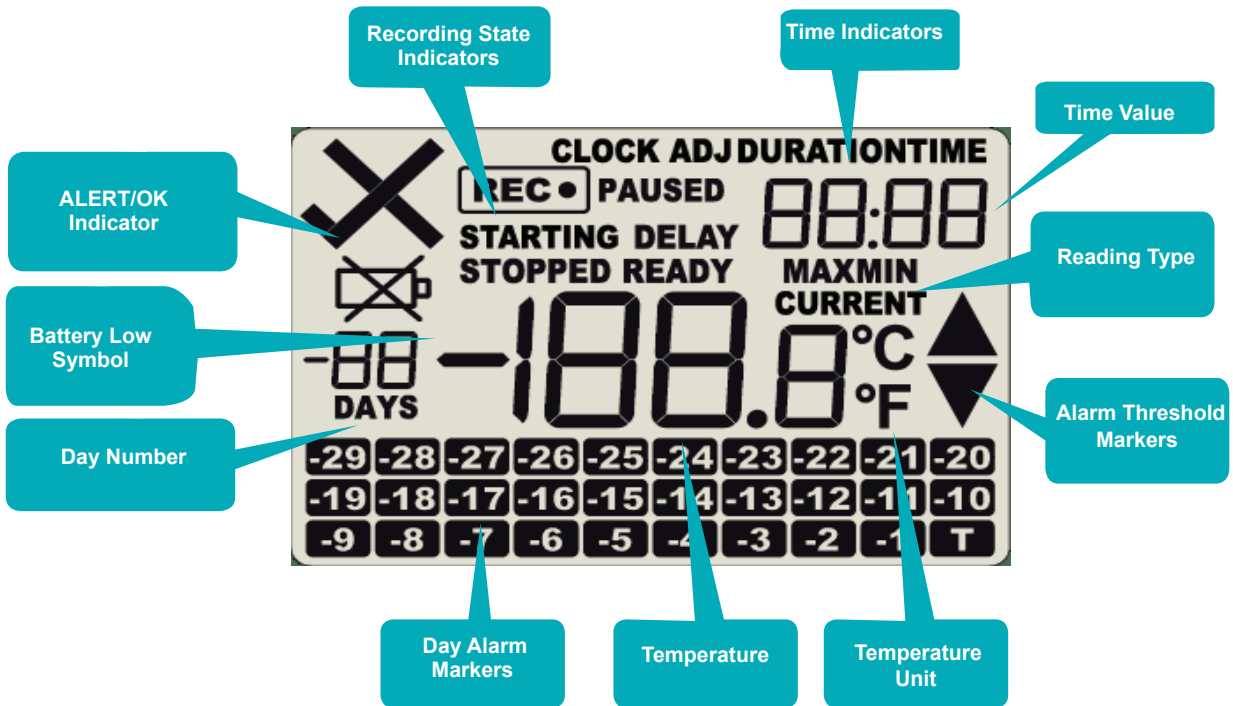 Recording State
Indicators
Time Indicators
Time Value
ALERT/OK
Indicator
Reading Type
Battery Low
Symbol
Day Number
Alarm Threshold
Markers
CLOCK ADJ DURATION TIME
REC PAUSED
88:88
STARTING DELAY
STOPPED READY
MAXMIN
CURRENT
-88
DAYS
-188.8
°C
°F
-29 -28 -27 -26 -25 -24 -23 -22 -21 -20
-19 -18 -17 -16 -15 -14 -13 -12 -11 -10
-9 -8 -7 -6 -5 -4 -3 -2 -1 T
Day Alarm
Markers
Temperature
Temperature
Unit